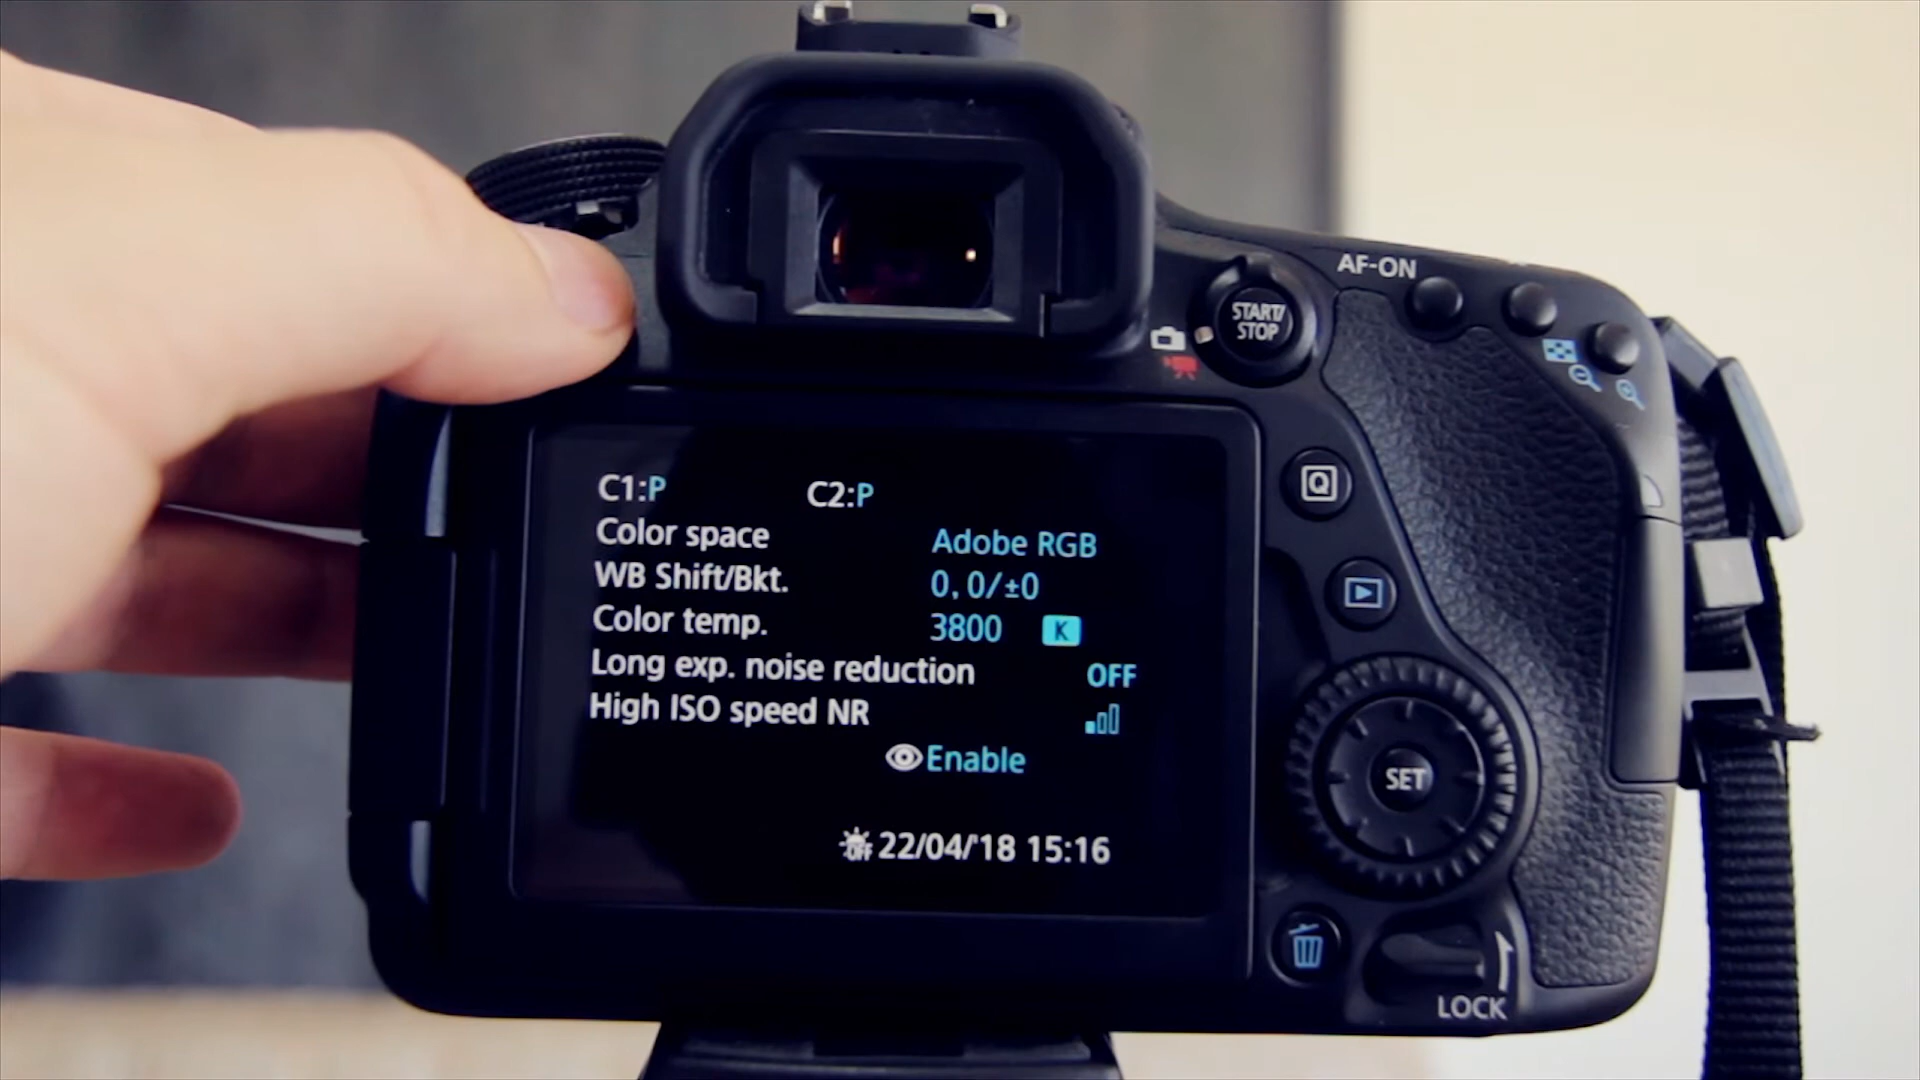 AF-ON
START/
STOP
Q
C1:P C2:P
Color space Adobe RGB
WB Shift/Bkt. 0,0/±0
Color temp. 3800 K
Long exp. noise reduction OFF
High ISO speed NR
Enable
SET
OFF 22/04/'18 15:16
LOCK